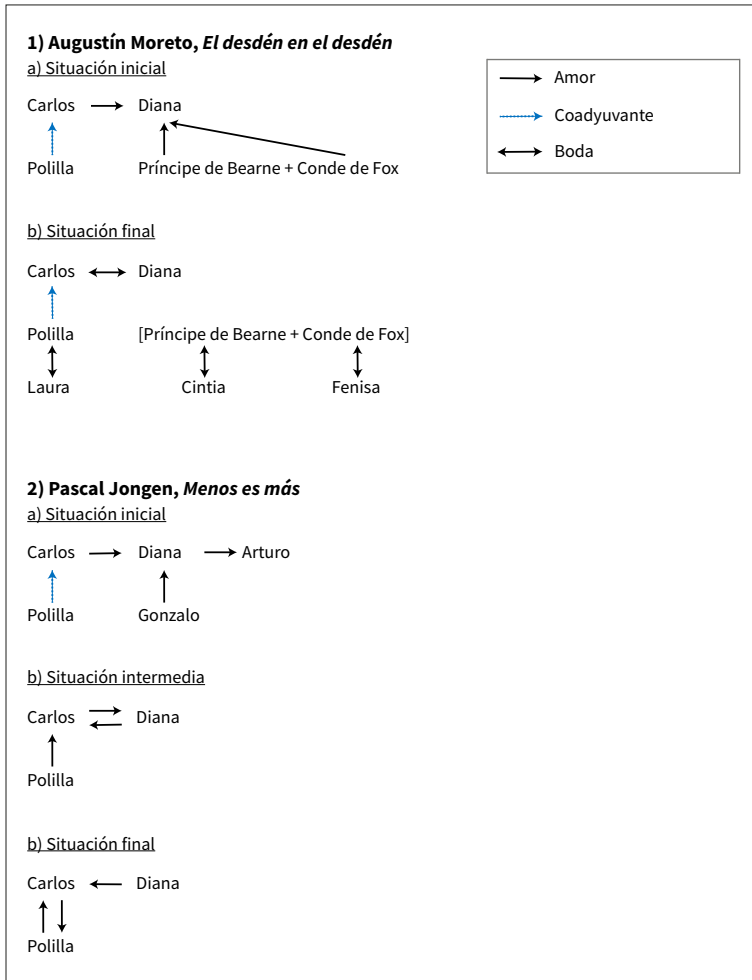 1) Augustín Moreto, El desdén en el desdén
a) Situación inicial
Carlos Diana
Polilla Príncipe de Bearne + Conde de Fox
Amor
Coadyuvante
Boda
b) Situación final
Carlos Diana
Polilla [Príncipe de Bearne + Conde de Fox]
Laura Cintia Fenisa
2) Pascal Jongen, Menos es más
a) Situación inicial
Carlos Diana Arturo
Polilla Gonzalo
b) Situación intermedia
Carlos Diana
Polilla
b) Situación final
Carlos Diana
Polilla